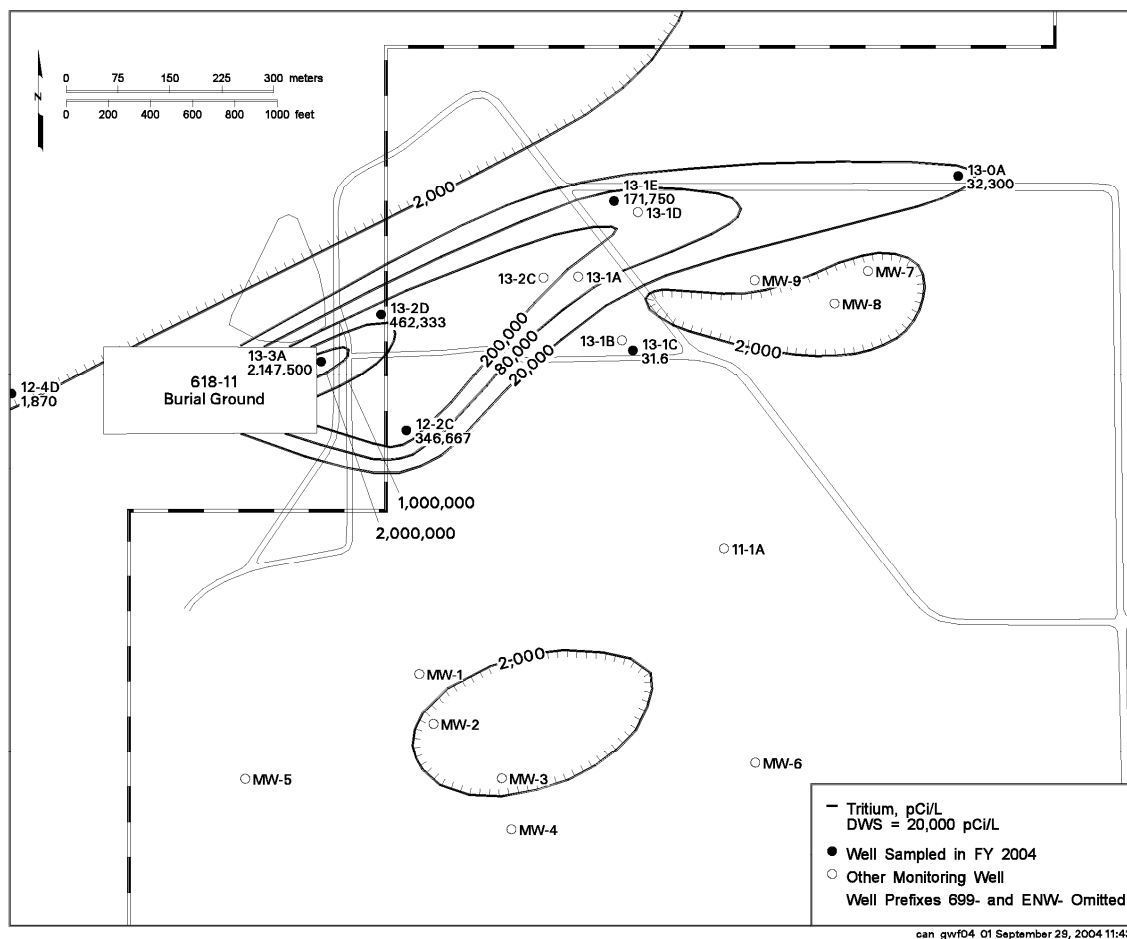 N
0 75 150 225 300 meters
0 200 400 600 800 1000 feet
2,000
13-0A
32,300
13-1E
171,750
13-1D
13-2C
13-1A
MW-9
MW-7
MW-8
13-2D
462,333
200,000
80,000
20,000
13-1B
13-1C
31.6
2,000
13-3A
2.147.500
618-11
Burial Ground
12-4D
1,870
12-2C
346,667
1,000,000
2,000,000
11-1A
2,000
MW-1
MW-2
MW-3
MW-4
MW-5
MW-6
Tritium, pCi/L
DWS = 20,000 pCi/L
Well Sampled in FY 2004
Other Monitoring Well
Well Prefixes 699- and ENW- Omitted
can_gwf04_01 September 29, 2004 11:43